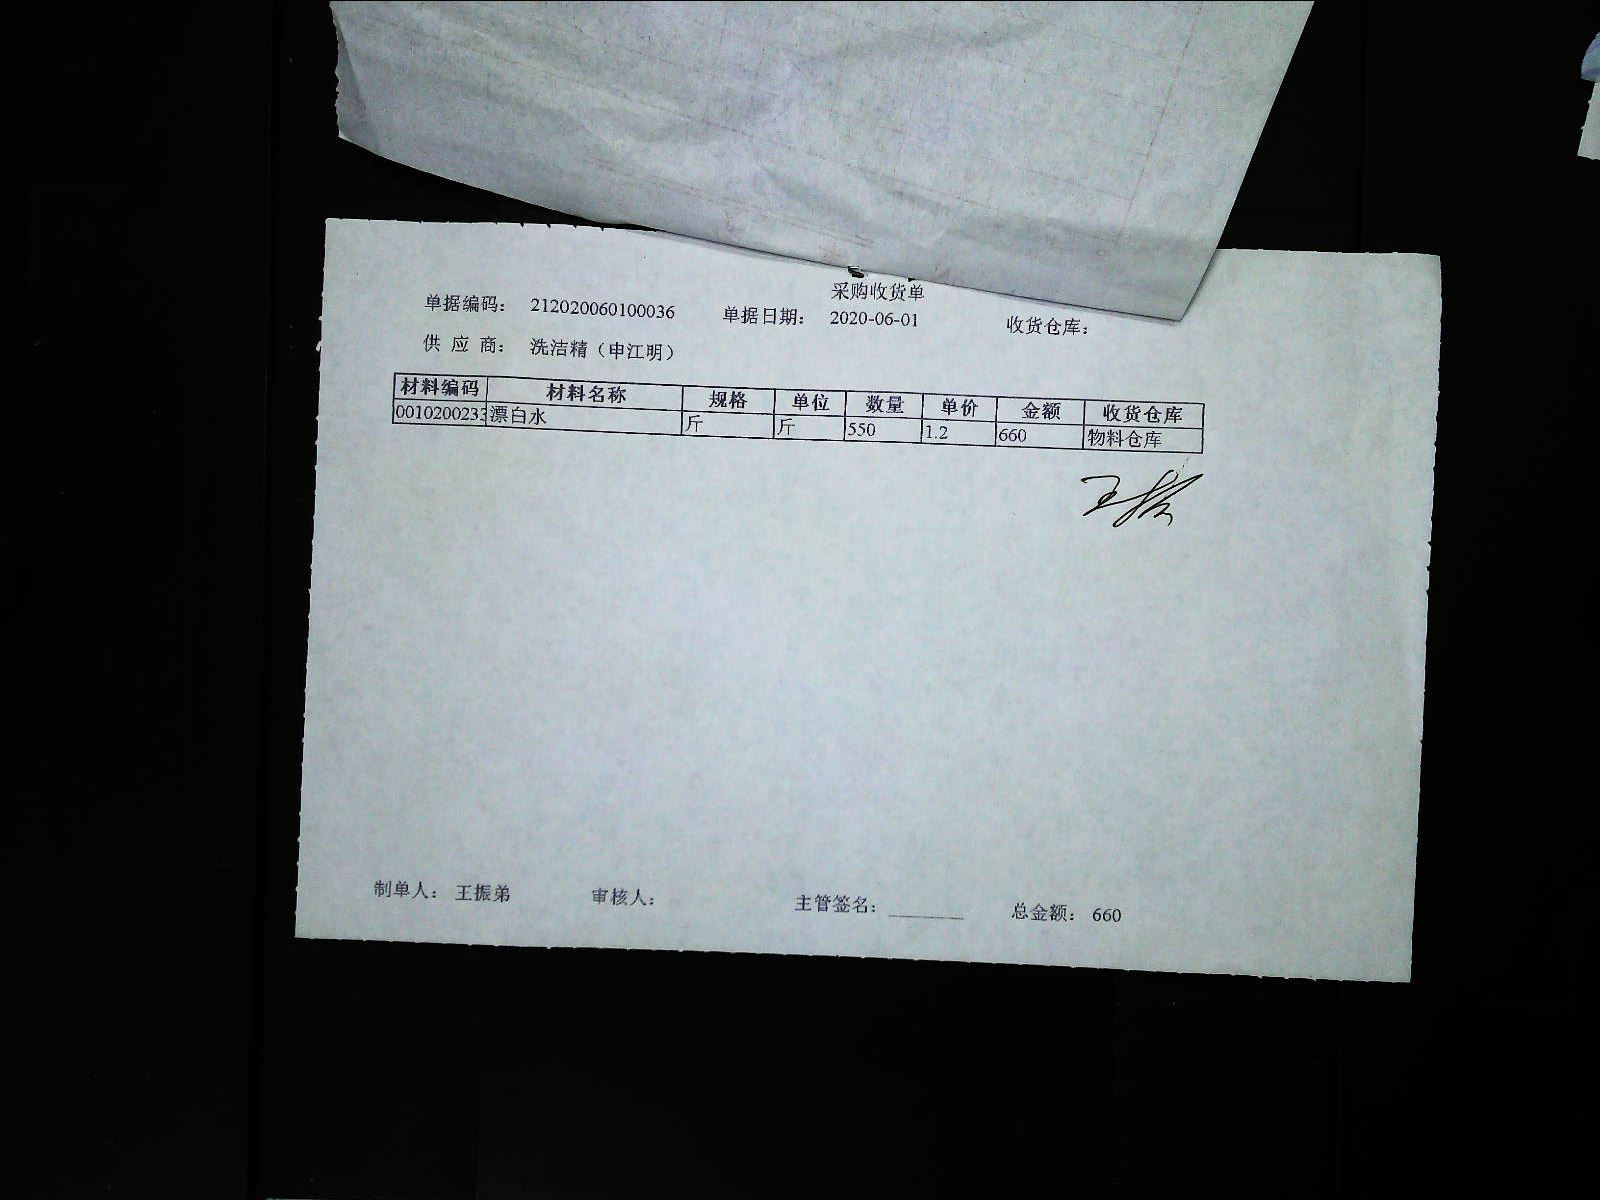 采购收货单
单据编码： 212020060100036 单据日期： 2020-06-01 收货仓库：
供 应 商： 洗洁精（申江明）
材料编码 材料名称 规格 单位 数量 单价 金额 收货仓库
0010200233 漂白水 斤 斤 550 1.2 660 物料仓库
制单人： 王振弟 审核人： 主管签名： 总金额： 660